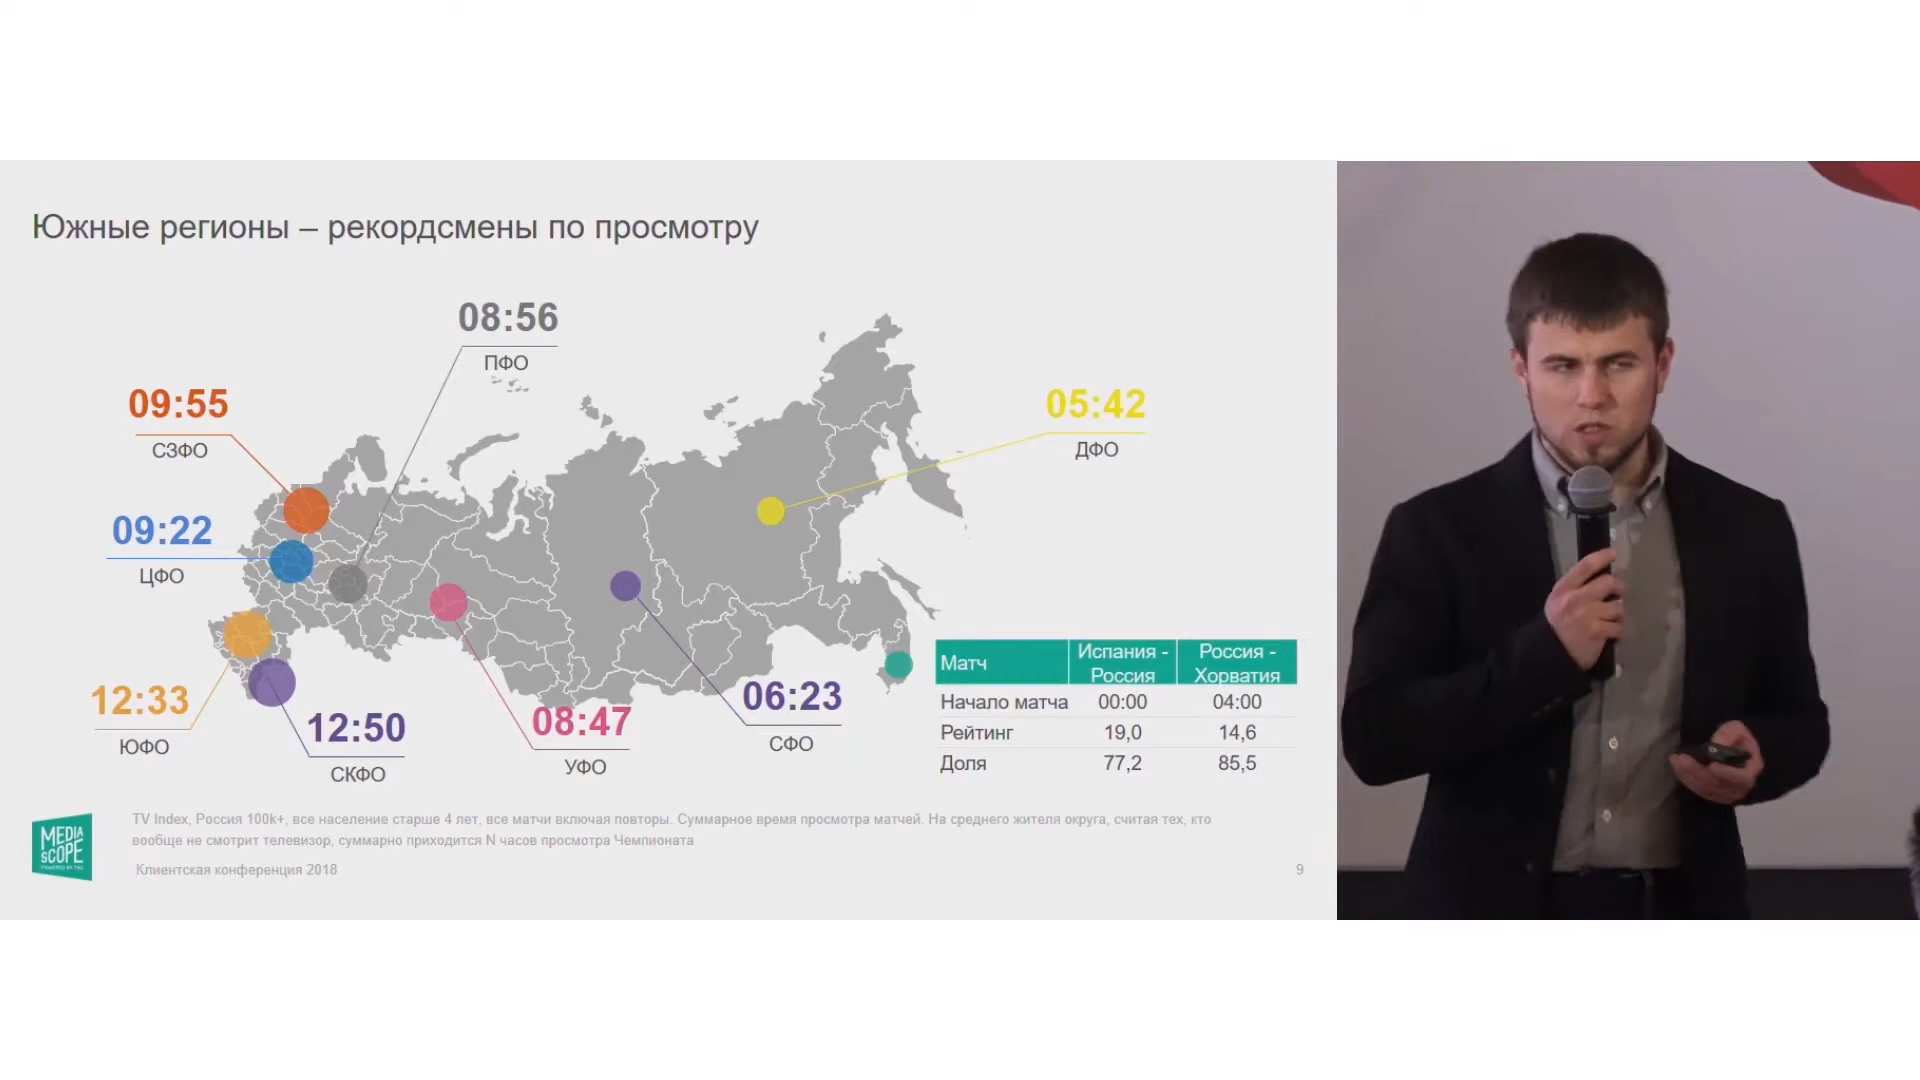 Южные регионы – рекордсмены по просмотру
08:56
ПФО
09:55
СЗФО
05:42
ДФО
09:22
ЦФО
12:33
ЮФО
12:50
СКФО
08:47
УФО
06:23
СФО
Матч Испания - Россия Россия - Хорватия
Начало матча 00:00 04:00
Рейтинг 19,0 14,6
Доля 77,2 85,5
MEDIA
SCOPE
POWERED BY TNS
TV Index, Россия 100k+, все население старше 4 лет, все матчи включая повторы. Суммарное время просмотра матчей. На среднего жителя округа, считая тех, кто
вообще не смотрит телевизор, суммарно приходится N часов просмотра Чемпионата
Клиентская конференция 2018
9